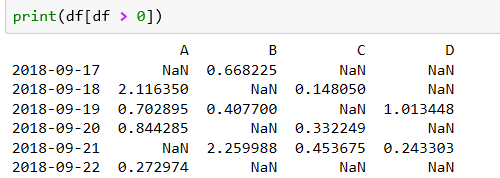 print(df[df > 0])
A B C D
2018-09-17 NaN 0.668225 NaN NaN
2018-09-18 2.116350 NaN 0.148050 NaN
2018-09-19 0.702895 0.407700 NaN 1.013448
2018-09-20 0.844285 NaN 0.332249 NaN
2018-09-21 NaN 2.259988 0.453675 0.243303
2018-09-22 0.272974 NaN NaN NaN